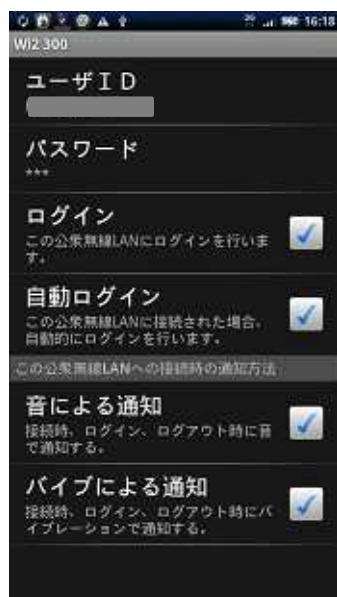 16:18
Wi2 300
ユーザID
パスワード
***
ログイン
この公衆無線LANにログインを行いま
す。
自動ログイン
この公衆無線LANに接続された場合、
自動的にログインを行います。
この公衆無線LANへの接続時の通知方法
音による通知
接続時、ログイン、ログアウト時に音
で通知する。
バイブによる通知
接続時、ログイン、ログアウト時にバ
イブレーションで通知する。